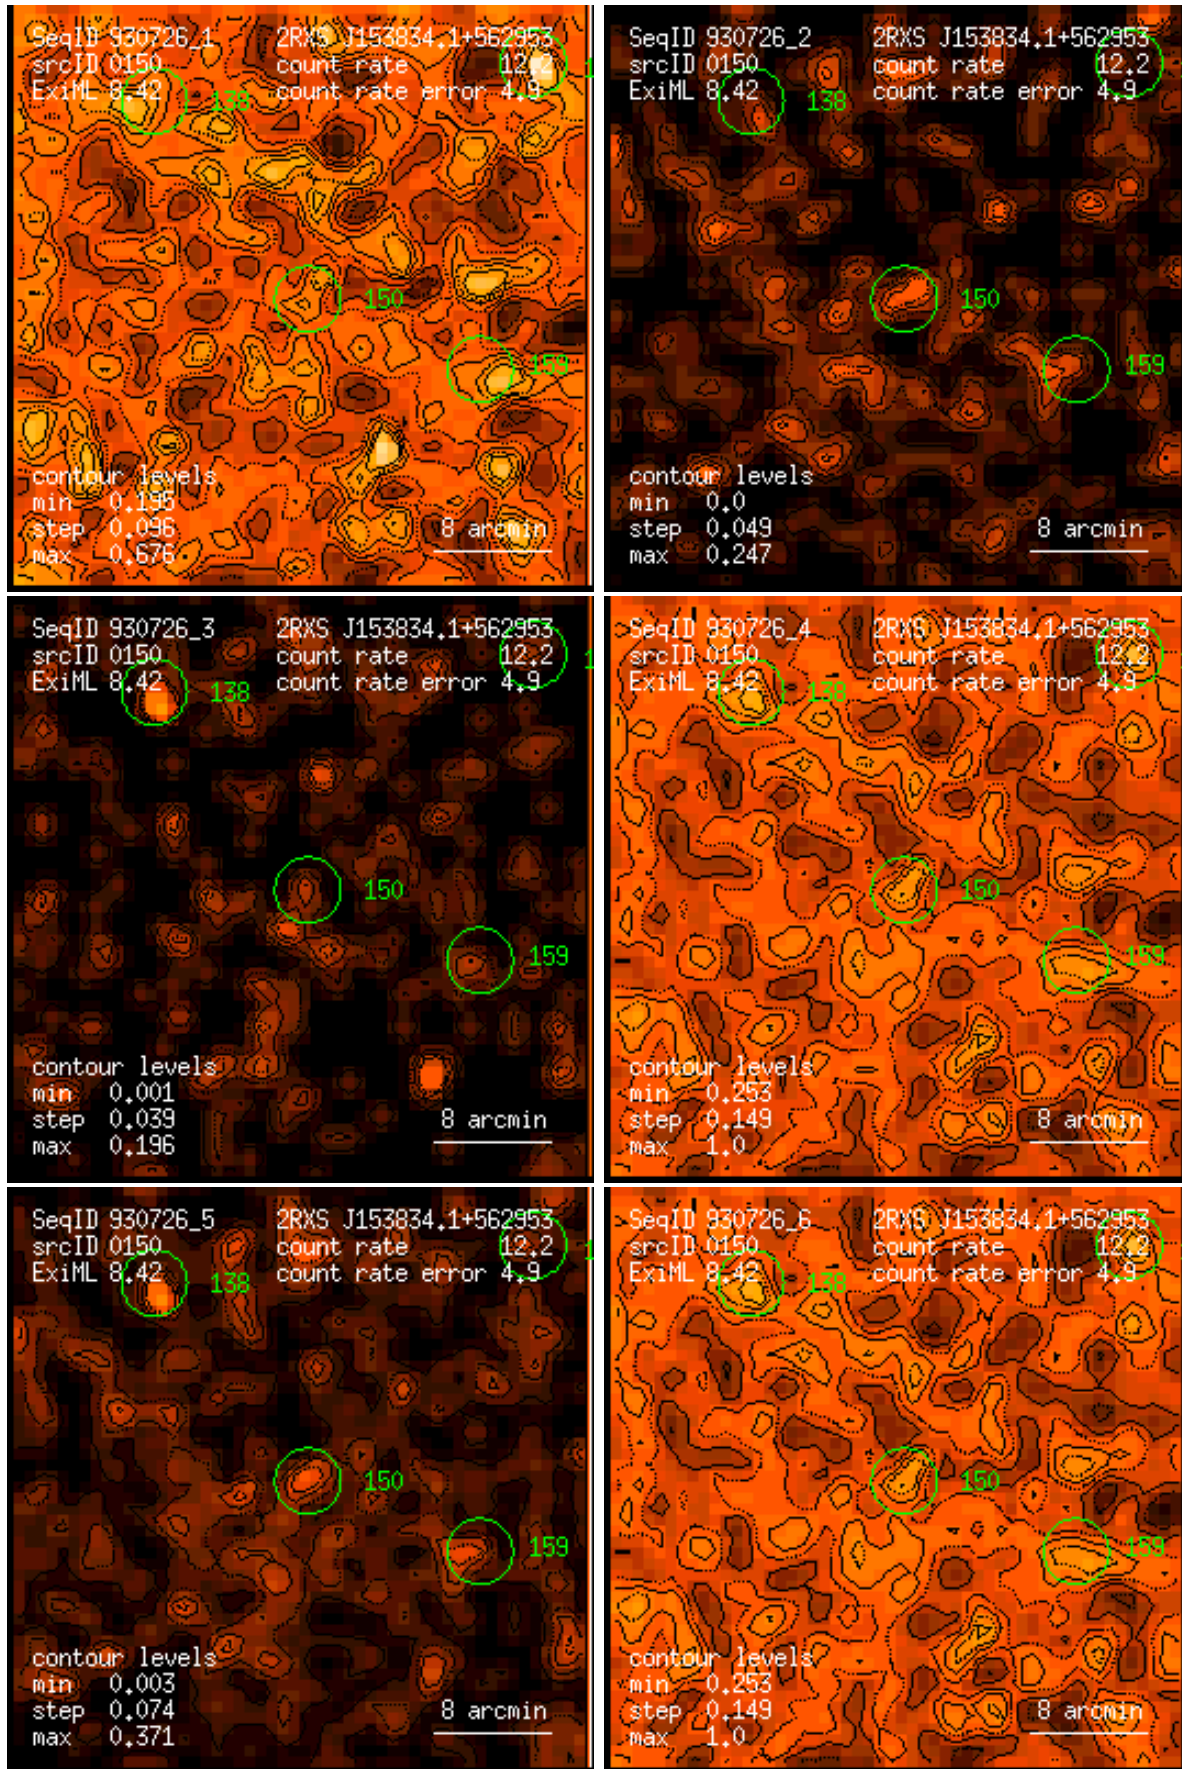 SeqID 930726_1 2RXS J153834.1+562953
srcID 0150 count rate 12.2 1
ExiML 8.42 138 count rate error 4.9
150
159
contour levels
min 0.195
step 0.096 8 arcmin
max 0.676
SeqID 930726_2 2RXS J153834.1+562953
srcID 0150 count rate 12.2
ExiML 8.42 138 count rate error 4.9
150
159
contour levels
min 0.0
step 0.049 8 arcmin
max 0.247
SeqID 930726_3 2RXS J153834.1+562953
srcID 0150 count rate 12.2 1
ExiML 8.42 138 count rate error 4.9
150
159
contour levels
min 0.001
step 0.039 8 arcmin
max 0.196
SeqID 930726_4 2RXS J153834.1+562953
srcID 0150 count rate 12.2
ExiML 8.42 138 count rate error 4.9
150
159
contour levels
min 0.253
step 0.149 8 arcmin
max 1.0
SeqID 930726_5 2RXS J153834.1+562953
srcID 0150 count rate 12.2 1
ExiML 8.42 138 count rate error 4.9
150
159
contour levels
min 0.003
step 0.074 8 arcmin
max 0.371
SeqID 930726_6 2RXS J153834.1+562953
srcID 0150 count rate 12.2
ExiML 8.42 138 count rate error 4.9
150
159
contour levels
min 0.253
step 0.149 8 arcmin
max 1.0